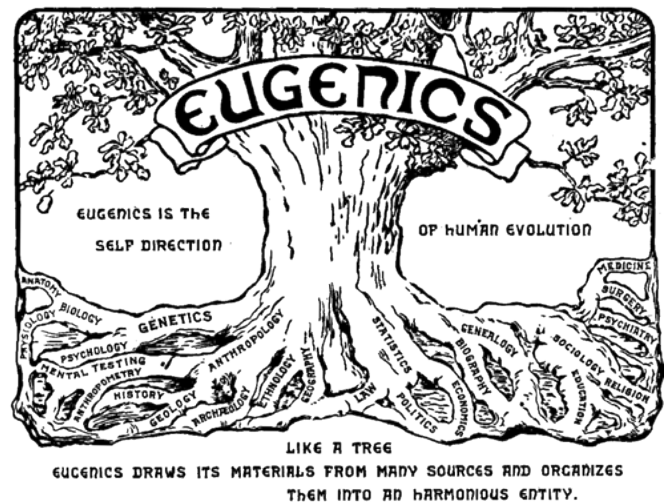 EUGENICS
EUGENICS IS THE
SELF DIRECTION
OF HUMAN EVOLUTION
ANATOMY
PHYSIOLOGY
BIOLOGY
GENETICS
PSYCHOLOGY
MENTAL TESTING
ANTHROPOMETRY
HISTORY
GEOLOGY
ANTHROPOLOGY
ARCHÆOLOGY
ETHNOLOGY
GEOGRAPHY
LAW
STATISTICS
POLITICS
ECONOMICS
BIOGRAPHY
GENEALOGY
EDUCATION
SOCIOLOGY
RELIGION
PSYCHIATRY
SURGERY
MEDICINE
LIKE A TREE
EUGENICS DRAWS ITS MATERIALS FROM MANY SOURCES AND ORGANIZES
THEM INTO AN HARMONIOUS ENTITY.